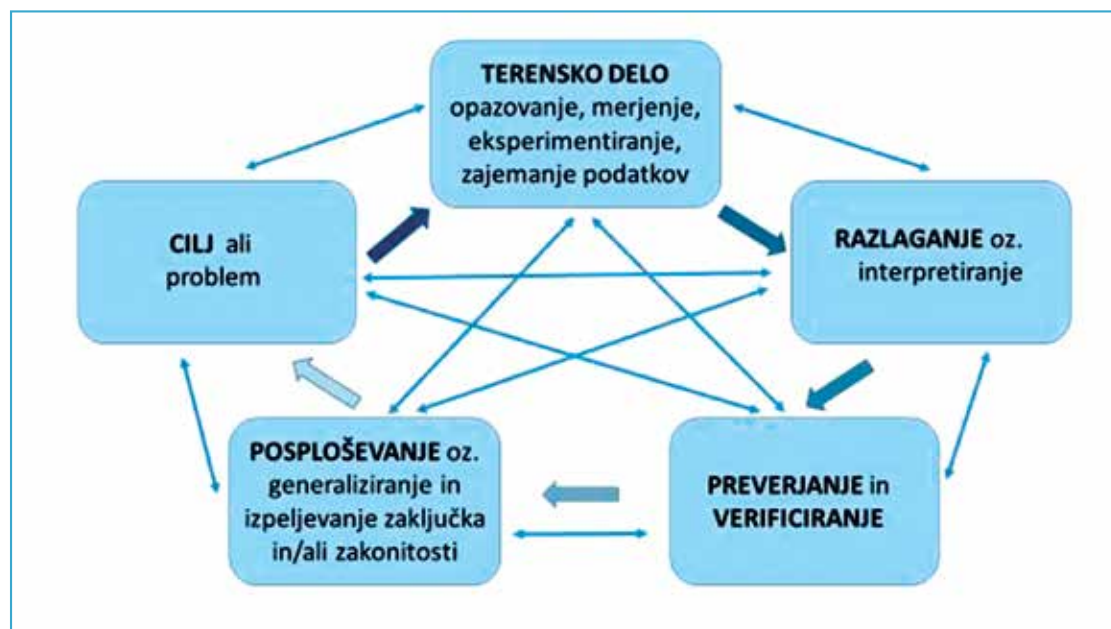 TERENSKO DELO
opazovanje, merjenje,
eksperimentiranje,
zajemanje podatkov
CILJ ali
problem
RAZLAGANJE oz.
interpretiranje
POSPLOŠEVANJE oz.
generaliziranje in
izpeljevanje zaključka
in/ali zakonitosti
PREVERJANJE in
VERIFICIRANJE